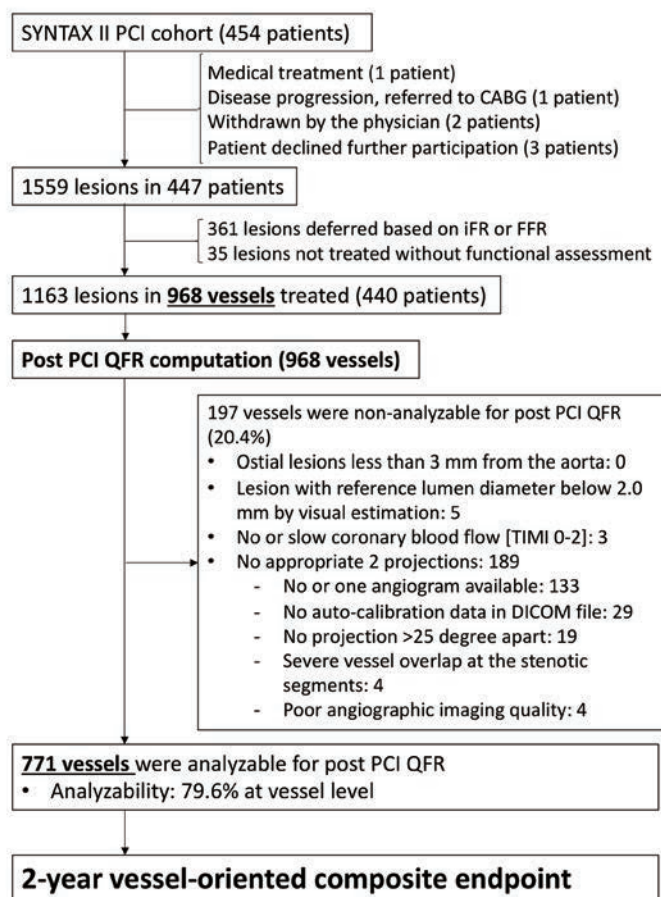 SYNTAX II PCI cohort (454 patients)
Medical treatment (1 patient)
Disease progression, referred to CABG (1 patient)
Withdrawn by the physician (2 patients)
Patient declined further participation (3 patients)
1559 lesions in 447 patients
361 lesions deferred based on iFR or FFR
35 lesions not treated without functional assessment
1163 lesions in 968 vessels treated (440 patients)
Post PCI QFR computation (968 vessels)
197 vessels were non-analyzable for post PCI QFR
(20.4%)
• Ostial lesions less than 3 mm from the aorta: 0
• Lesion with reference lumen diameter below 2.0
mm by visual estimation: 5
• No or slow coronary blood flow [TIMI 0-2]: 3
• No appropriate 2 projections: 189
- No or one angiogram available: 133
- No auto-calibration data in DICOM file: 29
- No projection >25 degree apart: 19
- Severe vessel overlap at the stenotic
segments: 4
- Poor angiographic imaging quality: 4
771 vessels were analyzable for post PCI QFR
• Analyzability: 79.6% at vessel level
2-year vessel-oriented composite endpoint